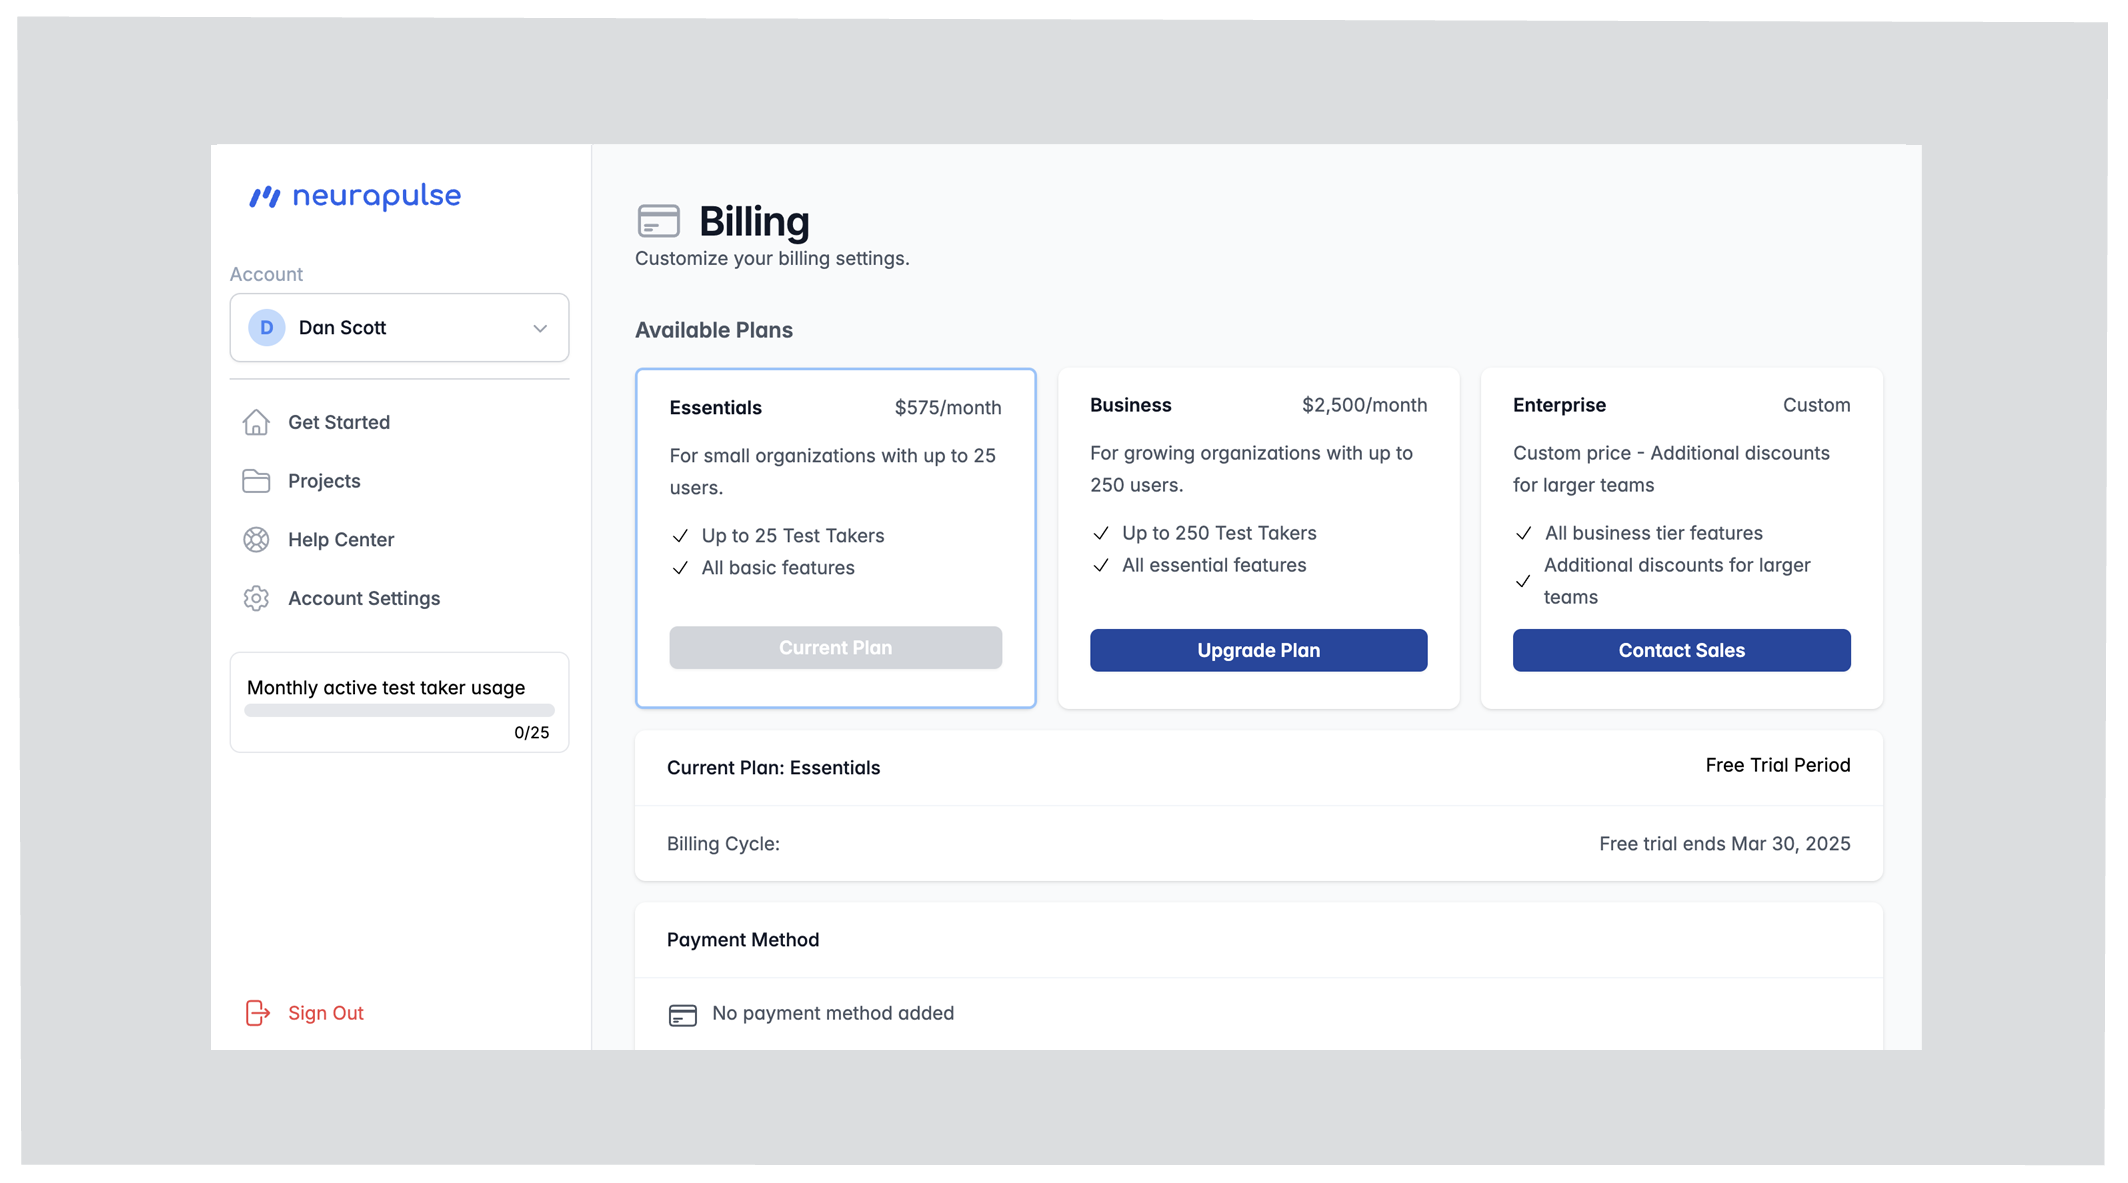 neurapulse
Account
D Dan Scott
Get Started
Projects
Help Center
Account Settings
Monthly active test taker usage
0/25
Sign Out
Billing
Customize your billing settings.
Available Plans
Essentials $575/month
For small organizations with up to 25
users.
Up to 25 Test Takers
All basic features
Current Plan
Business $2,500/month
For growing organizations with up to
250 users.
Up to 250 Test Takers
All essential features
Upgrade Plan
Enterprise Custom
Custom price - Additional discounts
for larger teams
All business tier features
Additional discounts for larger
teams
Contact Sales
Current Plan: Essentials Free Trial Period
Billing Cycle: Free trial ends Mar 30, 2025
Payment Method
No payment method added